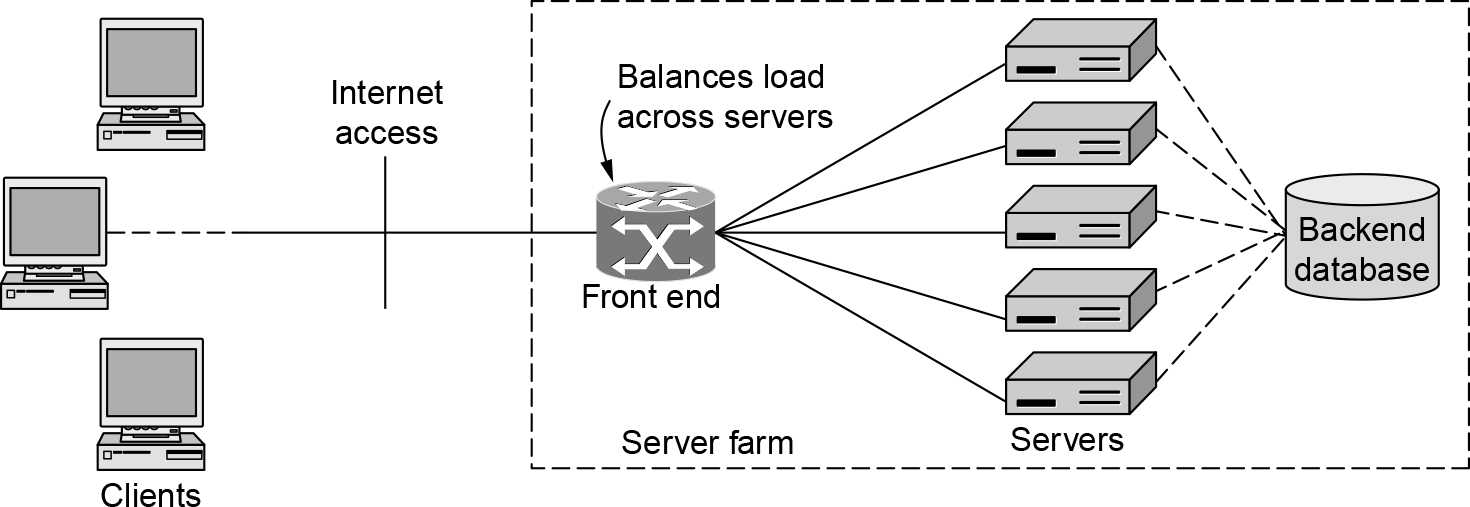 Internet
access
Balances load
across servers
Front end
Backend
database
Server farm
Servers
Clients